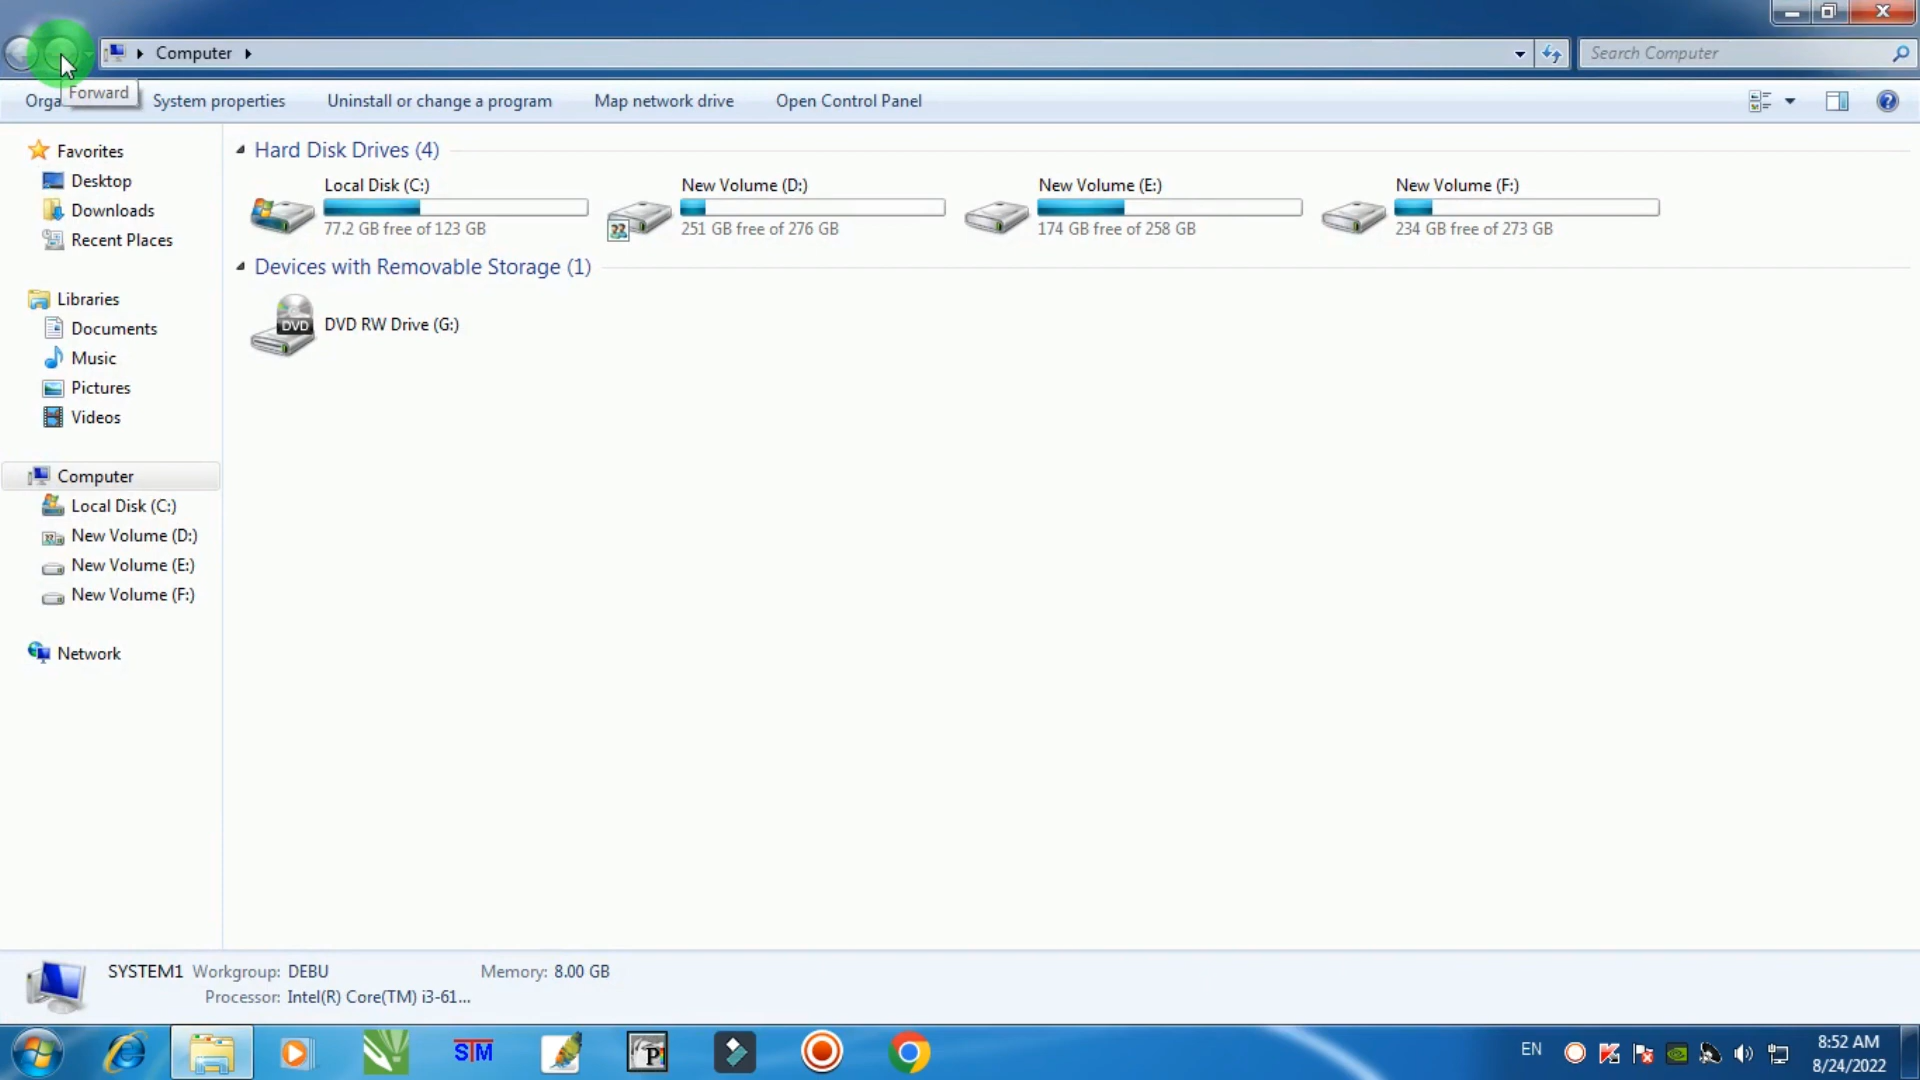 Computer
Search Computer
Forward
Orga
System properties
Uninstall or change a program
Map network drive
Open Control Panel
Favorites
Desktop
Downloads
Recent Places
Libraries
Documents
Music
Pictures
Videos
Computer
Local Disk (C:)
New Volume (D:)
New Volume (E:)
New Volume (F:)
Network
Hard Disk Drives (4)
Local Disk (C:)
77.2 GB free of 123 GB
New Volume (D:)
251 GB free of 276 GB
New Volume (E:)
174 GB free of 258 GB
New Volume (F:)
234 GB free of 273 GB
Devices with Removable Storage (1)
DVD
DVD RW Drive (G:)
SYSTEM1 Workgroup: DEBU Memory: 8.00 GB
Processor: Intel(R) Core(TM) i3-61...
STM
P
EN
8:52 AM
8/24/2022